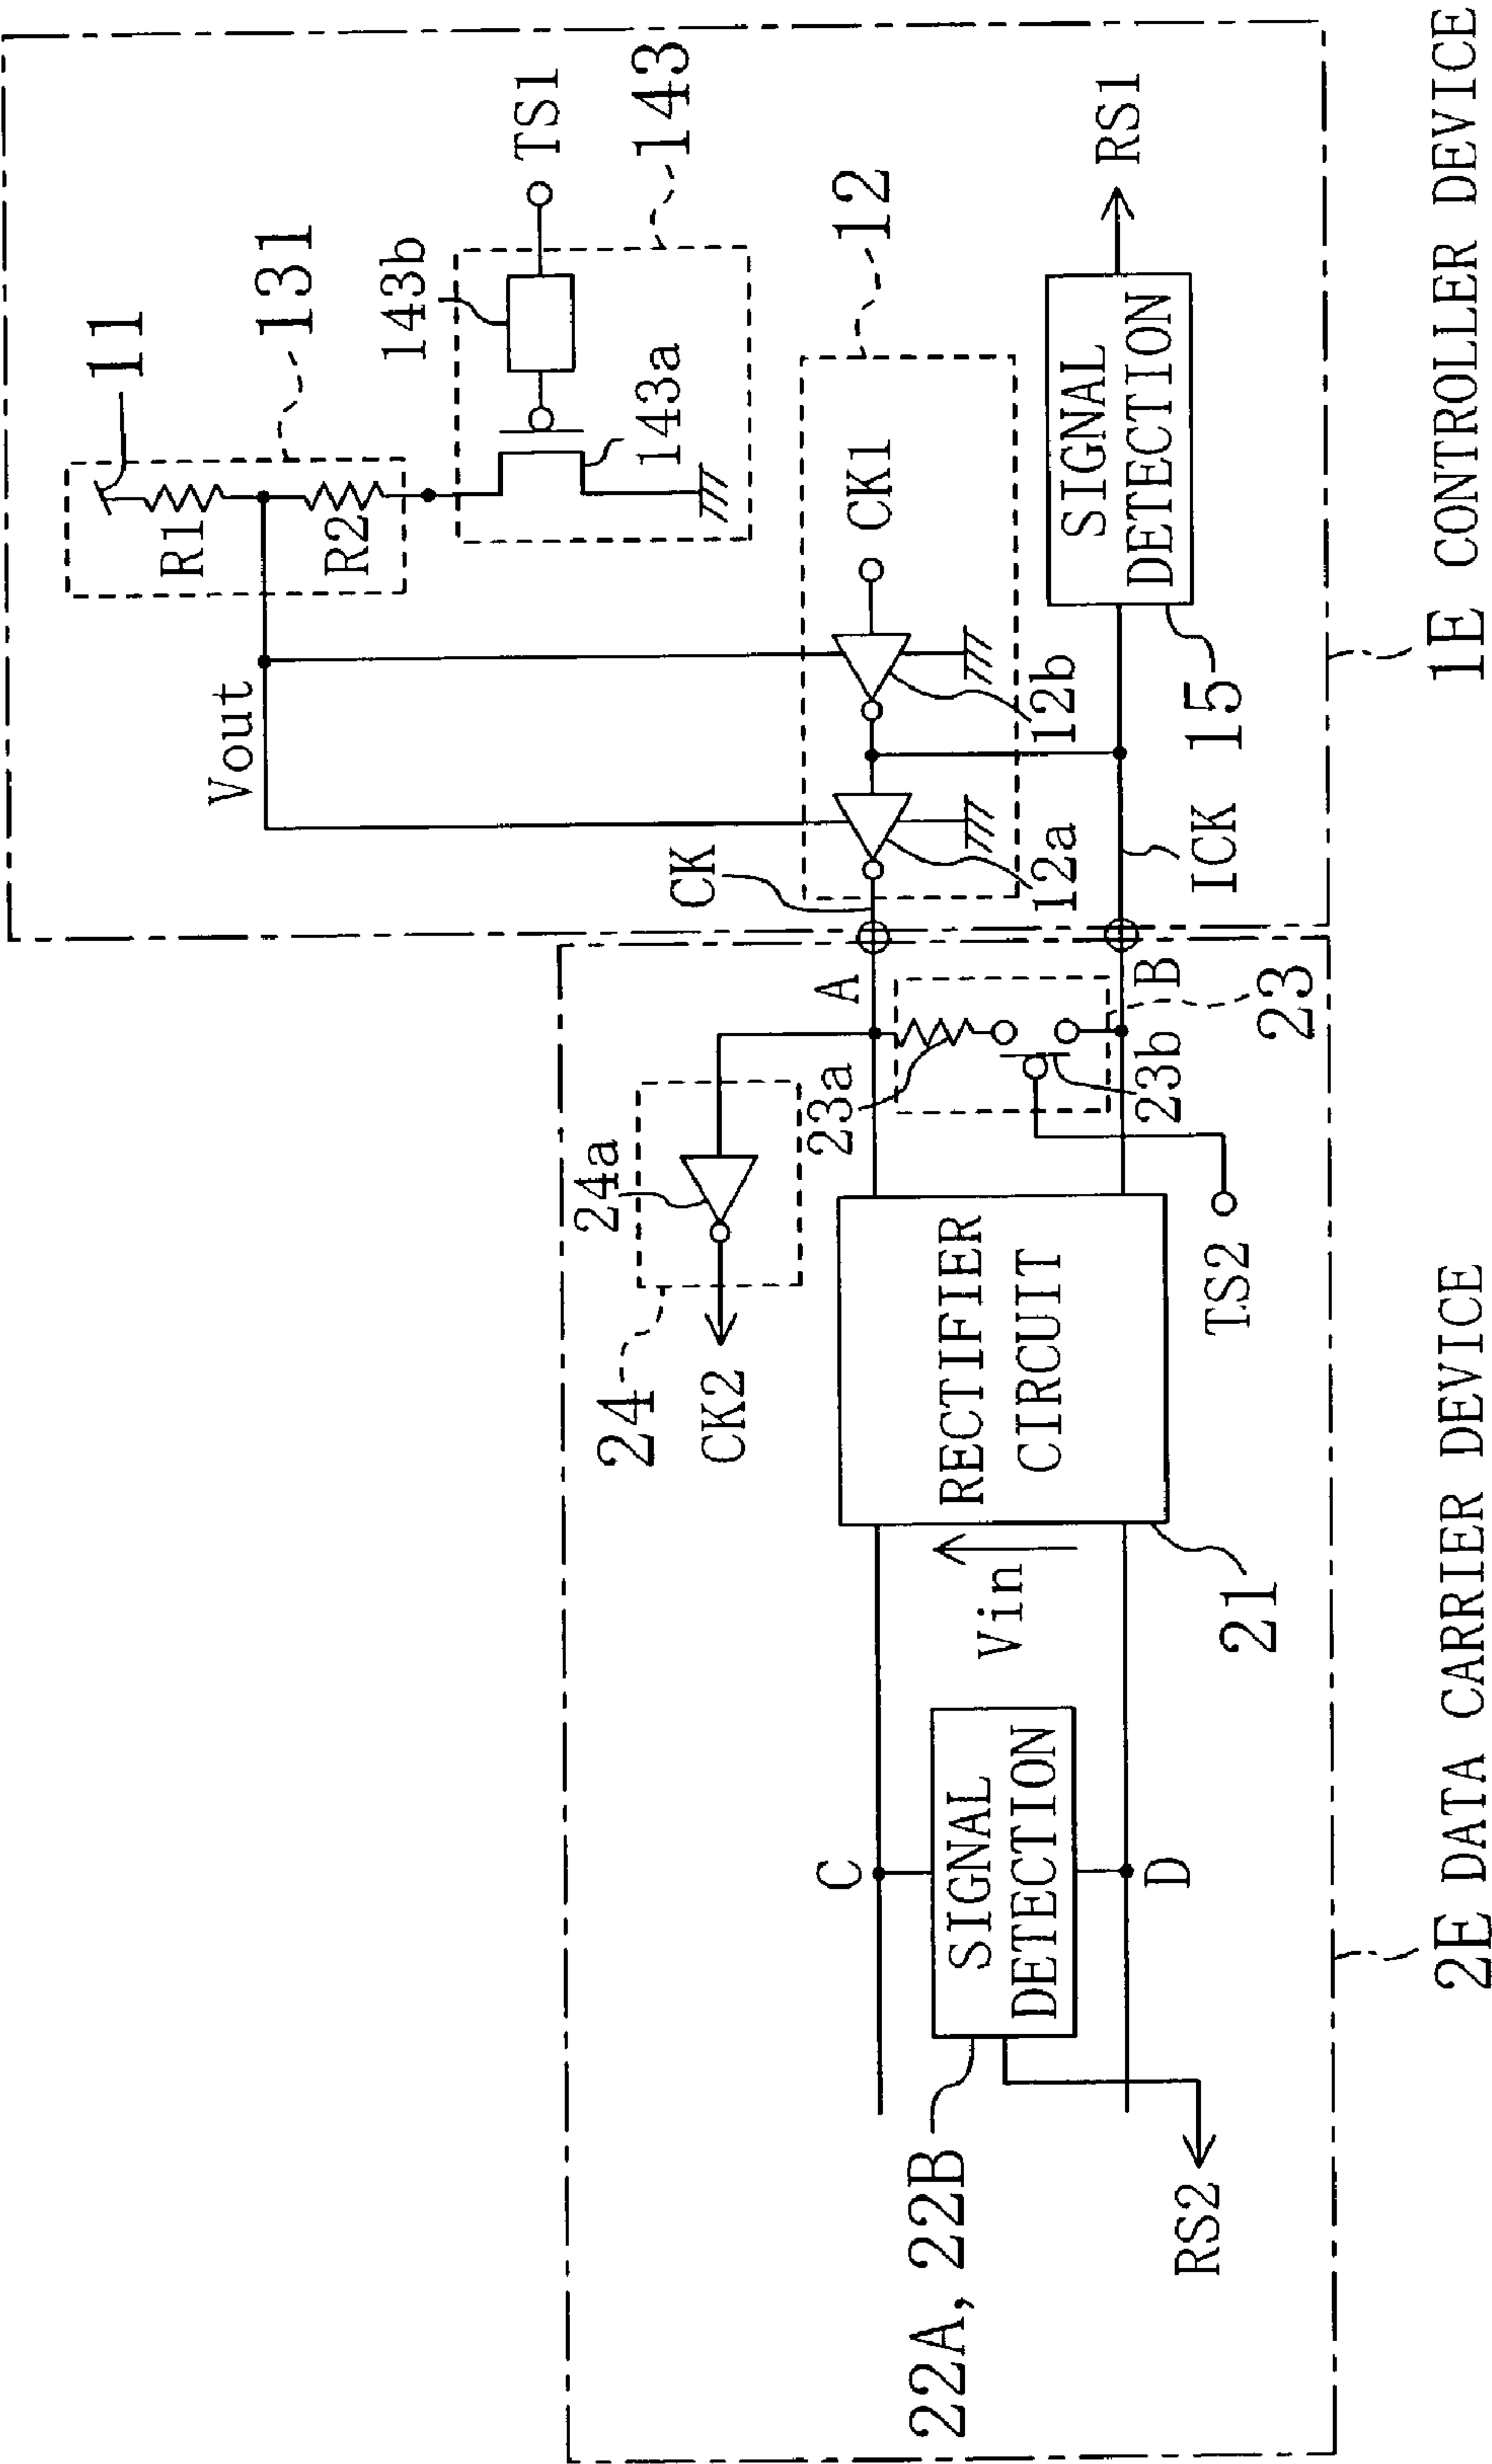 11
131
R1
R2
Vout
143b
TS1
143
143a
12
CK1
12b
12a
CK
RS1
SIGNAL
DETECTION
15
ICK
1E CONTROLLER DEVICE
A
B
23
23a
23b
24a
24
CK2
RECTIFIER
CIRCUIT
TS2
Vin
21
C
D
SIGNAL
DETECTION
22A, 22B
RS2
2E DATA CARRIER DEVICE